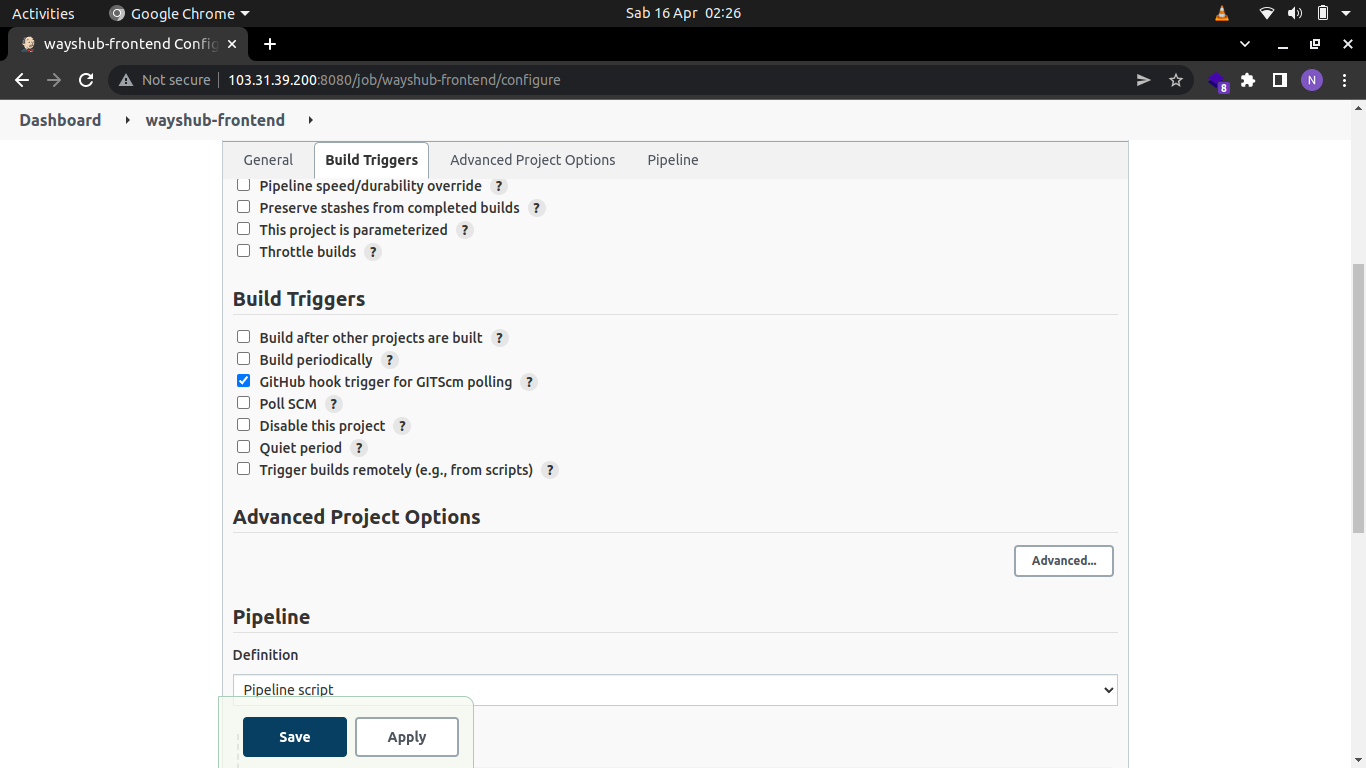 Activities Google Chrome Sab 16 Apr 02:26
wayshub-frontend Config
Not secure 103.31.39.200:8080/job/wayshub-frontend/configure 8 N
Dashboard wayshub-frontend
General Build Triggers Advanced Project Options Pipeline
Pipeline speed/durability override ?
Preserve stashes from completed builds ?
This project is parameterized ?
Throttle builds ?
Build Triggers
Build after other projects are built ?
Build periodically ?
GitHub hook trigger for GITScm polling ?
Poll SCM ?
Disable this project ?
Quiet period ?
Trigger builds remotely (e.g., from scripts) ?
Advanced Project Options
Advanced...
Pipeline
Definition
Pipeline script
Save Apply